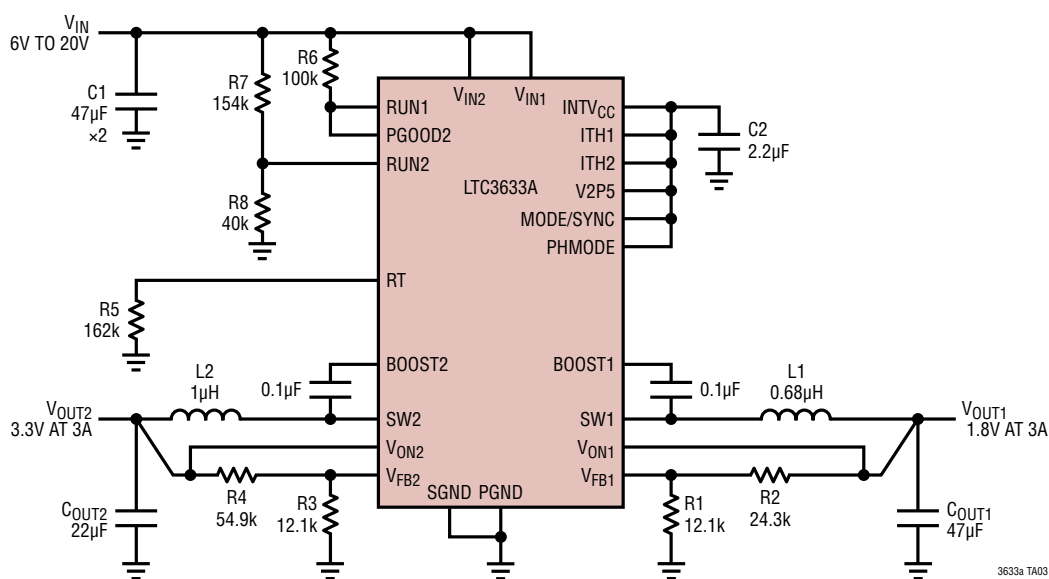 VIN
6V TO 20V
C1
47µF
×2
R7
154k
R6
100k
R8
40k
RUN1
PGOOD2
RUN2
VIN2
VIN1
LTC3633A
INTVCC
ITH1
ITH2
V2P5
MODE/SYNC
PHMODE
C2
2.2µF
RT
R5
162k
BOOST2
BOOST1
L2
1µH
0.1µF
0.1µF
L1
0.68µH
SW2
SW1
VOUT2
3.3V AT 3A
VOUT1
1.8V AT 3A
VON2
VON1
VFB2
VFB1
SGND PGND
R4
54.9k
R3
12.1k
R1
12.1k
R2
24.3k
COUT2
22µF
COUT1
47µF
3633a TA03